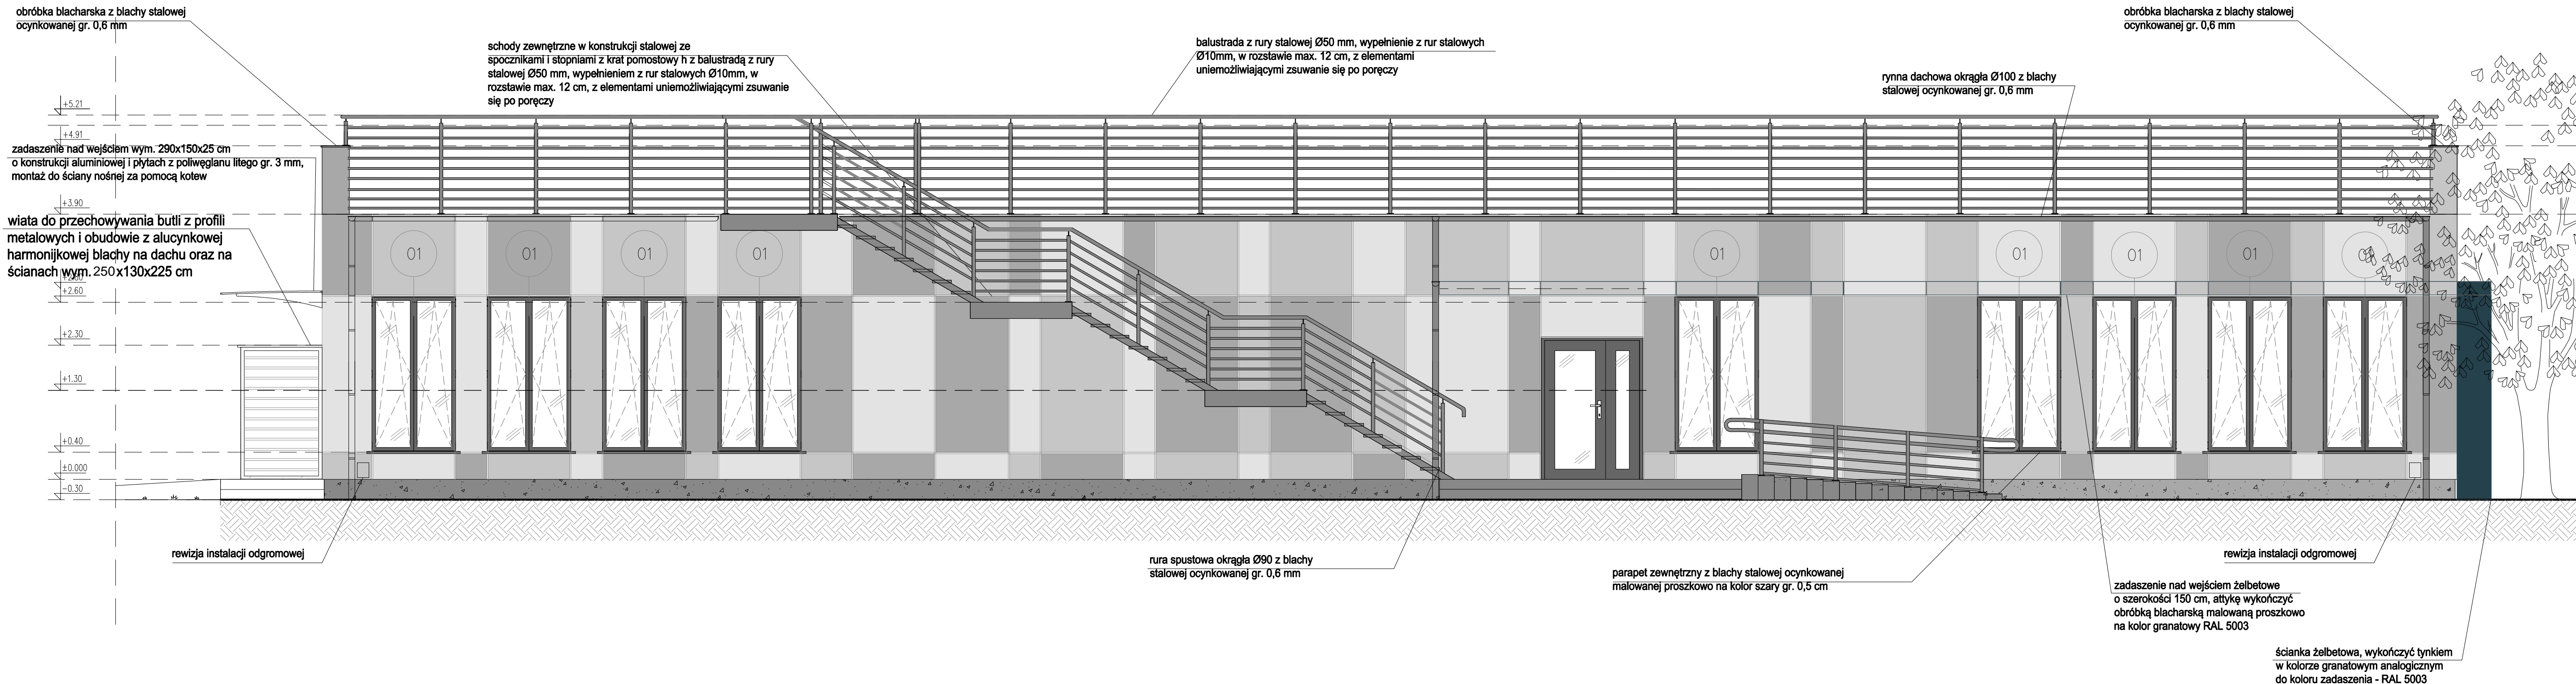 obróbka blacharska z blachy stalowej
ocynkowanej gr. 0,6 mm
schody zewnętrzne w konstrukcji stalowej ze
spocznikami i stopniami z krat pomostowy h z balustradą z rury
stalowej Ø50 mm, wypełnieniem z rur stalowych Ø10mm, w
rozstawie max. 12 cm, z elementami uniemożliwiającymi zsuwanie
się po poręczy
balustrada z rury stalowej Ø50 mm, wypełnienie z rur stalowych
Ø10mm, w rozstawie max. 12 cm, z elementami
uniemożliwiającymi zsuwanie się po poręczy
rynna dachowa okrągła Ø100 z blachy
stalowej ocynkowanej gr. 0,6 mm
obróbka blacharska z blachy stalowej
ocynkowanej gr. 0,6 mm
+5.21
+4.91
zadaszenie nad wejściem wym. 290x150x25 cm
o konstrukcji aluminiowej i płytach z poliwęglanu litego gr. 3 mm,
montaż do ściany nośnej za pomocą kotew
+3.90
wiata do przechowywania butli z profili
metalowych i obudowie z alucynkowej
harmonijkowej blachy na dachu oraz na
ścianach wym. 250x130x225 cm
+2.60
+2.30
+1.30
+0.40
±0.000
-0.30
01
01
01
01
01
01
01
01
rewizja instalacji odgromowej
rura spustowa okrągła Ø90 z blachy
stalowej ocynkowanej gr. 0,6 mm
parapet zewnętrzny z blachy stalowej ocynkowanej
malowanej proszkowo na kolor szary gr. 0,5 cm
rewizja instalacji odgromowej
zadaszenie nad wejściem żelbetowe
o szerokości 150 cm, attykę wykończyć
obróbką blacharską malowaną proszkowo
na kolor granatowy RAL 5003
ścianka żelbetowa, wykończyć tynkiem
w kolorze granatowym analogicznym
do koloru zadaszenia - RAL 5003